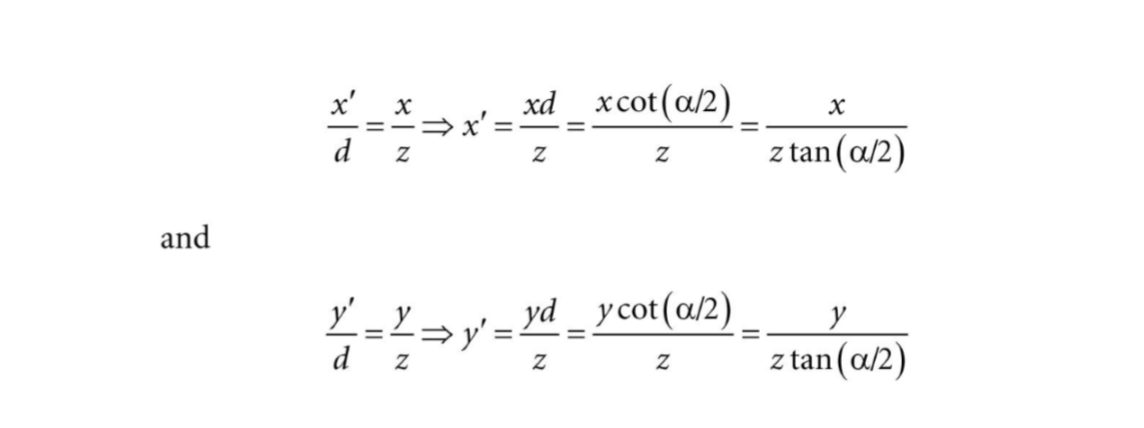 x′/d = x/z ⇒ x′ = xd/z = x cot(α/2)/z = x/z tan(α/2)
and
y′/d = y/z ⇒ y′ = yd/z = y cot(α/2)/z = y/z tan(α/2)